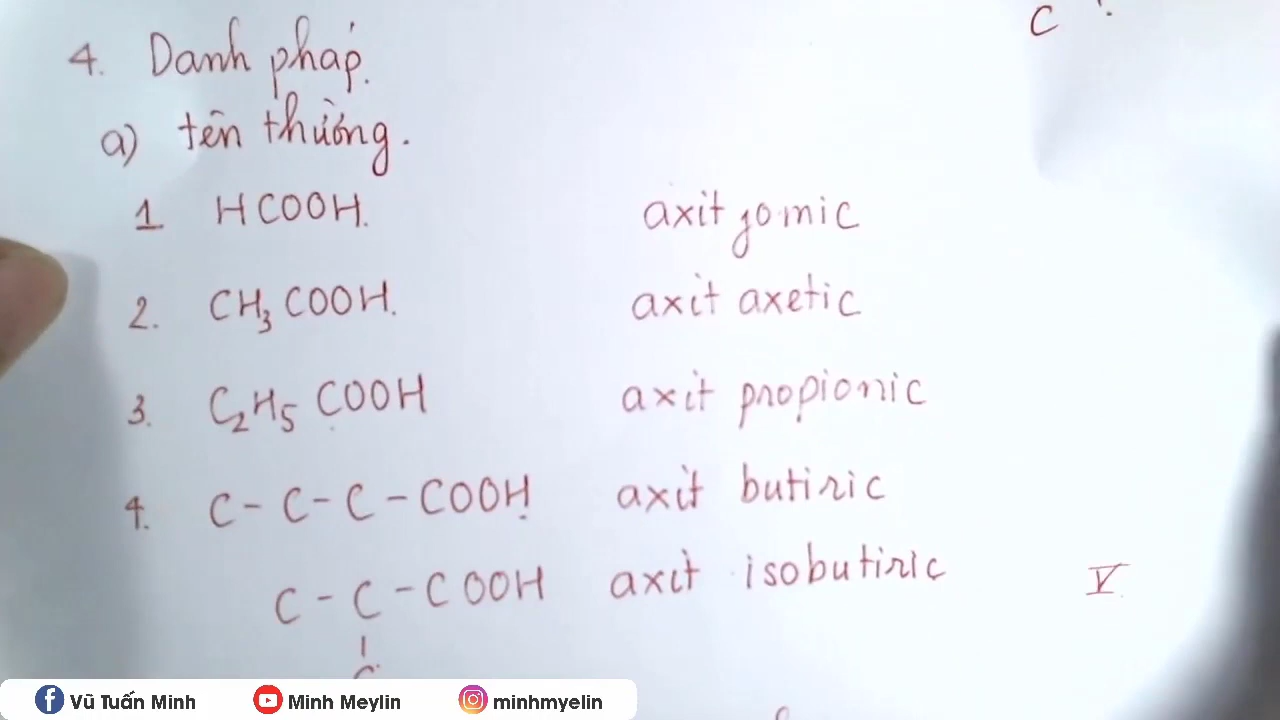 C
4. Danh pháp.
a) tên thường.
1 HCOOH. axit fomic
2. CH₃COOH. axit axetic
3. C₂H₅COOH axit propionic
4. C - C - C - COOH axit butiric
C - C - COOH axit isobutiric V
C
Vũ Tuấn Minh Minh Meylin minhmyelin